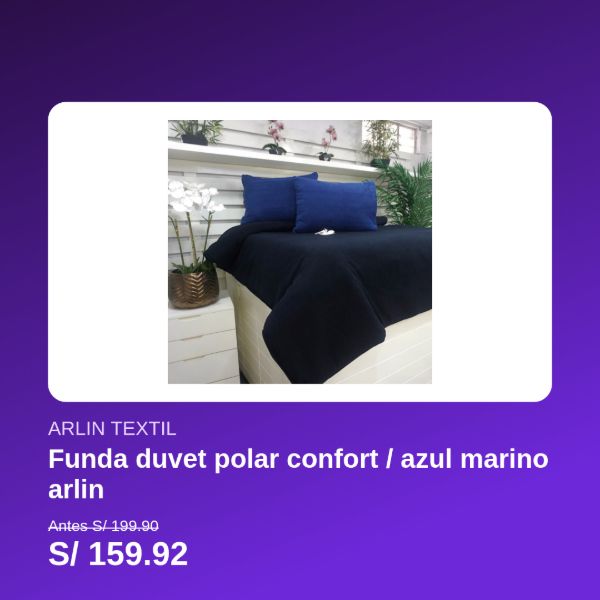 ARLIN TEXTIL
Funda duvet polar confort / azul marino
arlin
Antes S/ 199.90
S/ 159.92